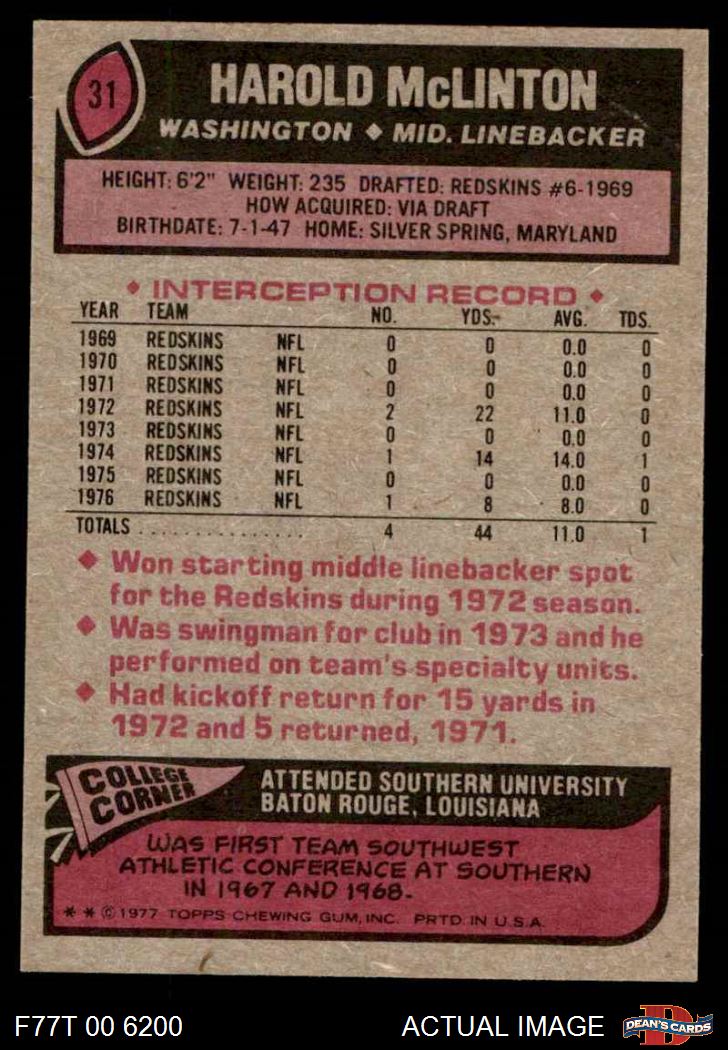 31
HAROLD McLINTON
WASHINGTON ◆ MID. LINEBACKER
HEIGHT: 6'2" WEIGHT: 235 DRAFTED: REDSKINS #6-1969
HOW ACQUIRED: VIA DRAFT
BIRTHDATE: 7-1-47 HOME: SILVER SPRING, MARYLAND
◆ INTERCEPTION RECORD ◆
YEAR TEAM NO. YDS. AVG. TDS.
1969 REDSKINS NFL 0 0 0.0 0
1970 REDSKINS NFL 0 0 0.0 0
1971 REDSKINS NFL 0 0 0.0 0
1972 REDSKINS NFL 2 22 11.0 0
1973 REDSKINS NFL 0 0 0.0 0
1974 REDSKINS NFL 1 14 14.0 1
1975 REDSKINS NFL 0 0 0.0 0
1976 REDSKINS NFL 1 8 8.0 0
TOTALS . . . . . . . . . . . . . . . . 4 44 11.0 1
◆ Won starting middle linebacker spot
for the Redskins during 1972 season.
◆ Was swingman for club in 1973 and he
performed on team's specialty units.
◆ Had kickoff return for 15 yards in
1972 and 5 returned, 1971.
COLLEGE
CORNER
ATTENDED SOUTHERN UNIVERSITY
BATON ROUGE, LOUISIANA
WAS FIRST TEAM SOUTHWEST
ATHLETIC CONFERENCE AT SOUTHERN
IN 1967 AND 1968.
* * © 1977 TOPPS CHEWING GUM, INC. PRTD. IN U.S.A.
F77T 00 6200
ACTUAL IMAGE
D
DEAN'S CARDS